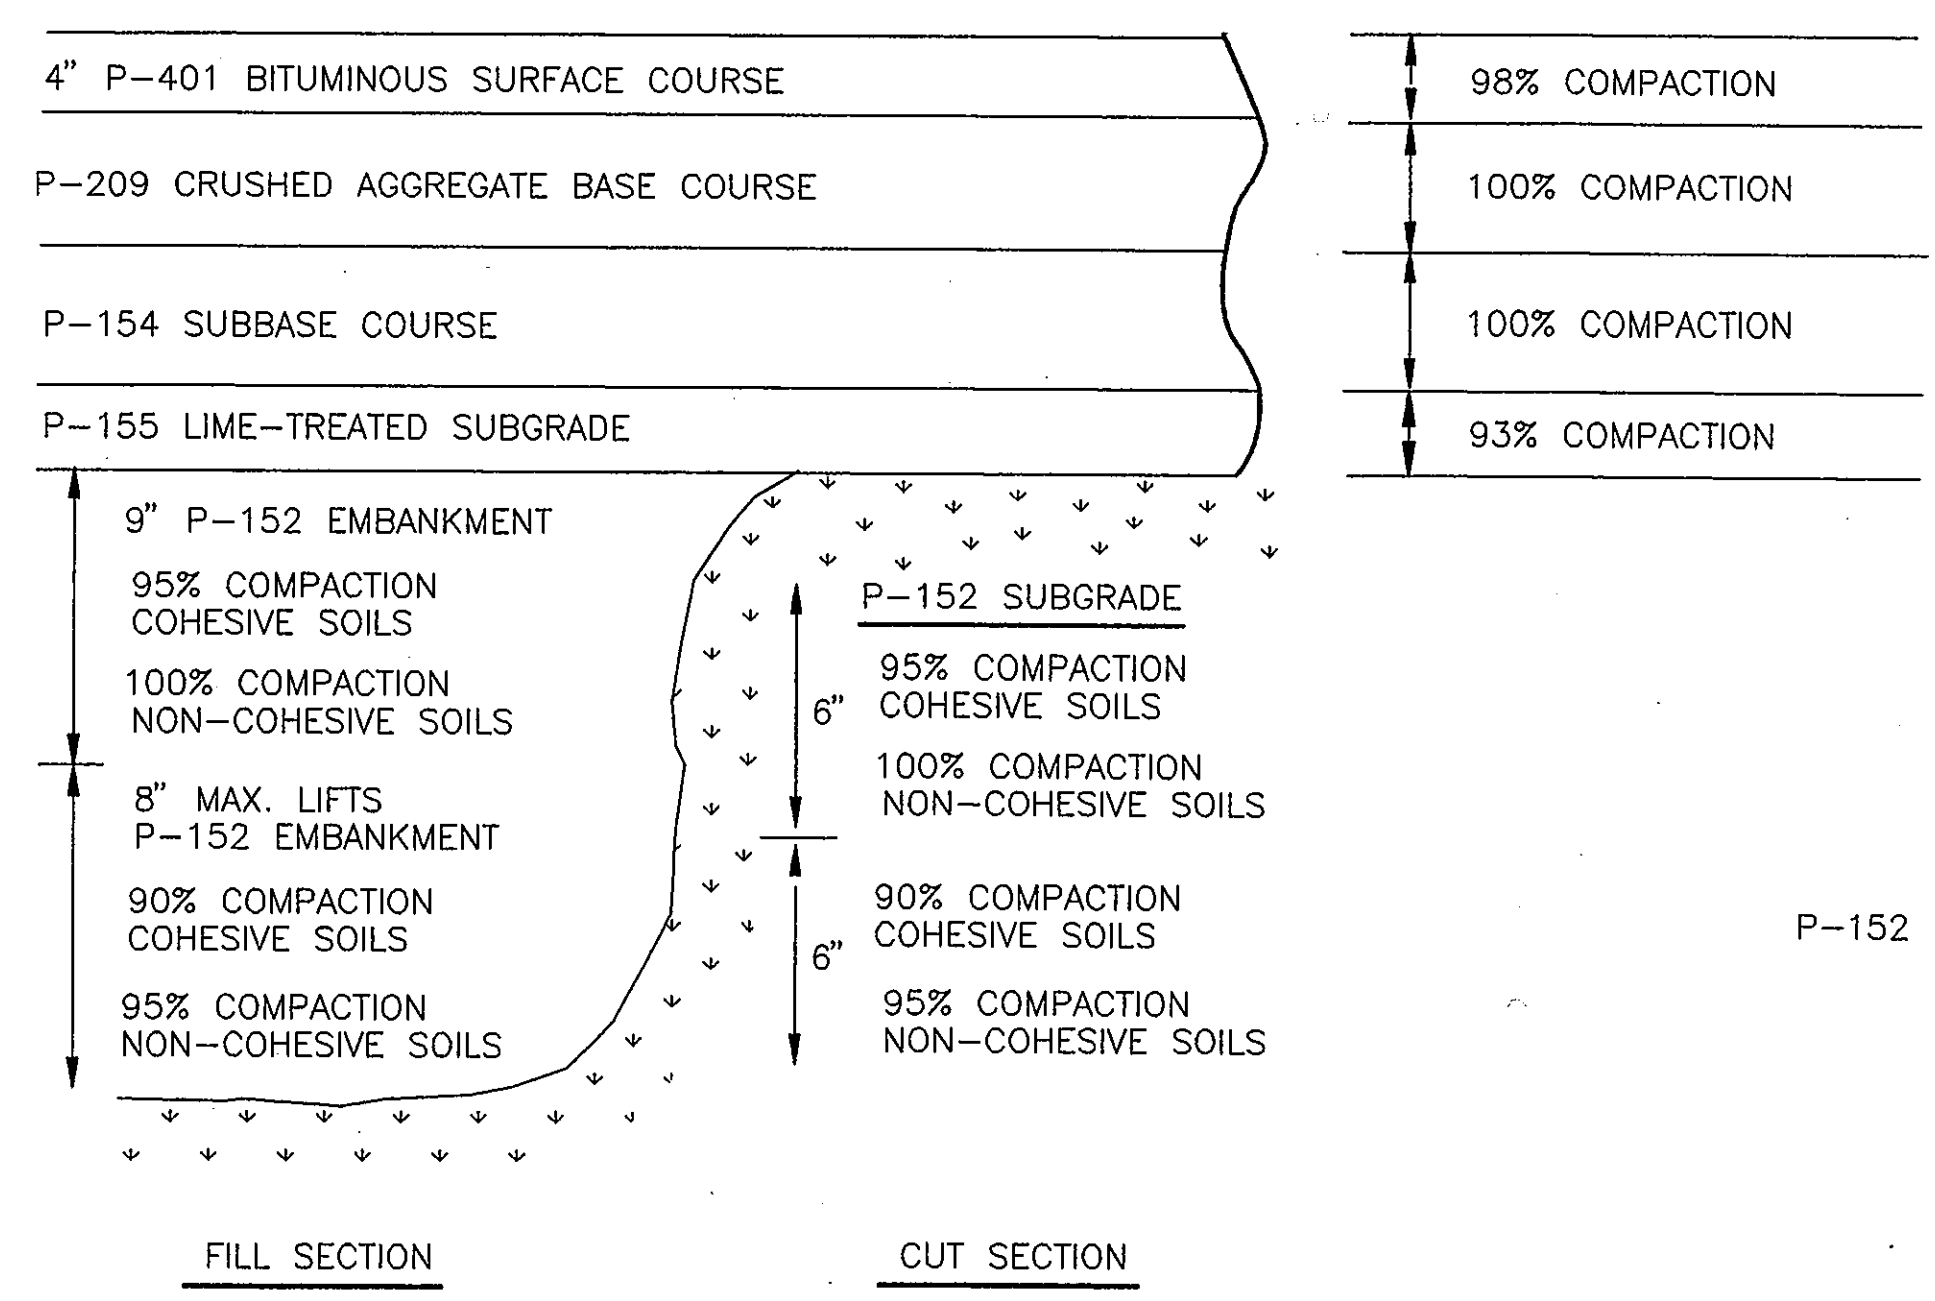 4” P-401 BITUMINOUS SURFACE COURSE
98% COMPACTION
P-209 CRUSHED AGGREGATE BASE COURSE
100% COMPACTION
P-154 SUBBASE COURSE
100% COMPACTION
P-155 LIME-TREATED SUBGRADE
93% COMPACTION
9” P-152 EMBANKMENT
95% COMPACTION
COHESIVE SOILS
100% COMPACTION
NON-COHESIVE SOILS
8” MAX. LIFTS
P-152 EMBANKMENT
90% COMPACTION
COHESIVE SOILS
95% COMPACTION
NON-COHESIVE SOILS
P-152 SUBGRADE
6”
95% COMPACTION
COHESIVE SOILS
100% COMPACTION
NON-COHESIVE SOILS
6”
90% COMPACTION
COHESIVE SOILS
95% COMPACTION
NON-COHESIVE SOILS
P-152
FILL SECTION
CUT SECTION